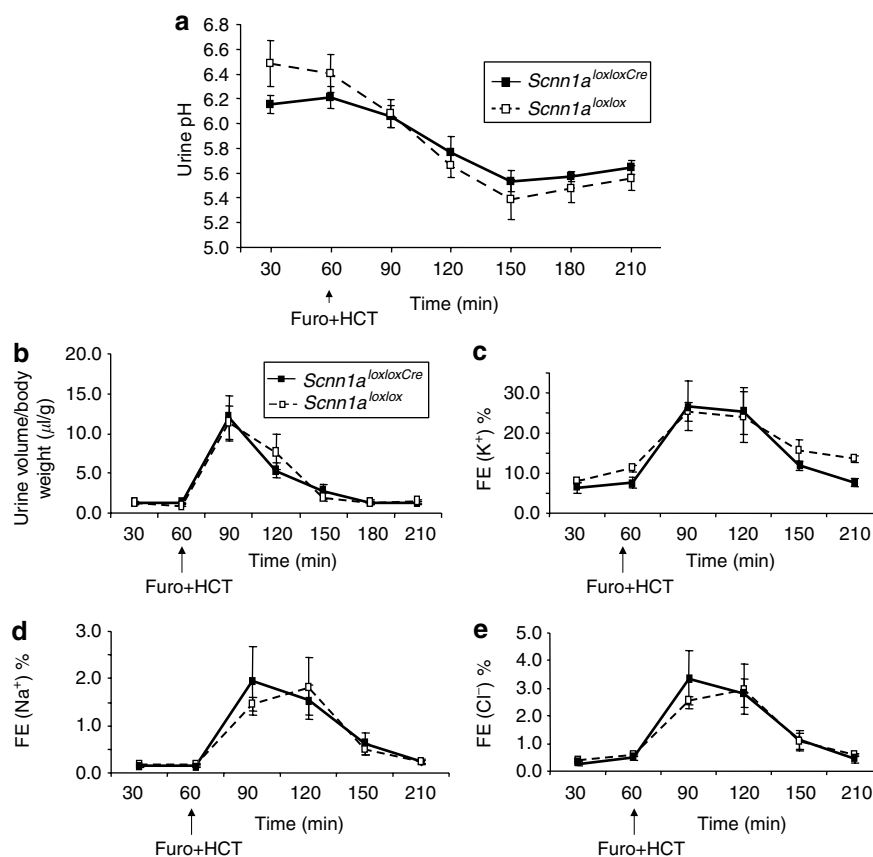 a
6.8
6.6
6.4
6.2
6.0
5.8
5.6
5.4
5.2
5.0
Urine pH
Scnn1a^loxloxCre
Scnn1a^loxlox
30 60 90 120 150 180 210
Time (min)
Furo+HCT
b
20.0
15.0
10.0
5.0
0.0
Urine volume/body
weight (μl/g)
Scnn1a^loxloxCre
Scnn1a^loxlox
30 60 90 120 150 180 210
Time (min)
Furo+HCT
c
30.0
20.0
10.0
0.0
FE (K⁺) %
30 60 90 120 150 210
Time (min)
Furo+HCT
d
3.0
2.0
1.0
0.0
FE (Na⁺) %
30 60 90 120 150 210
Time (min)
Furo+HCT
e
5.0
4.0
3.0
2.0
1.0
0.0
FE (Cl⁻) %
30 60 90 120 150 210
Time (min)
Furo+HCT